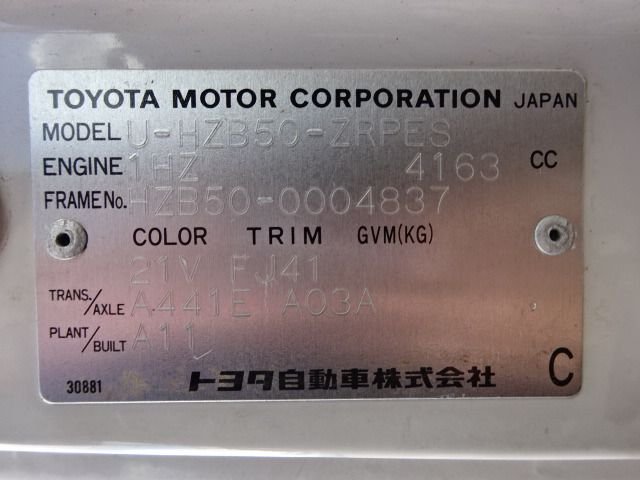 TOYOTA MOTOR CORPORATION JAPAN
MODEL U-HZB50-ZRPES
ENGINE 1HZ 4163 CC
FRAME No. HZB50-0004837
COLOR TRIM GVM(KG)
21V FJ41
TRANS./AXLE A441E A03A
PLANT/BUILT A11
30881 トヨタ自動車株式会社 C